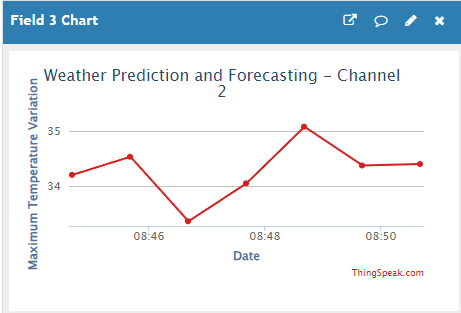 Field 3 Chart
Weather Prediction and Forecasting - Channel
2
Maximum Temperature Variation
35
34
08:46
08:48
08:50
Date
ThingSpeak.com